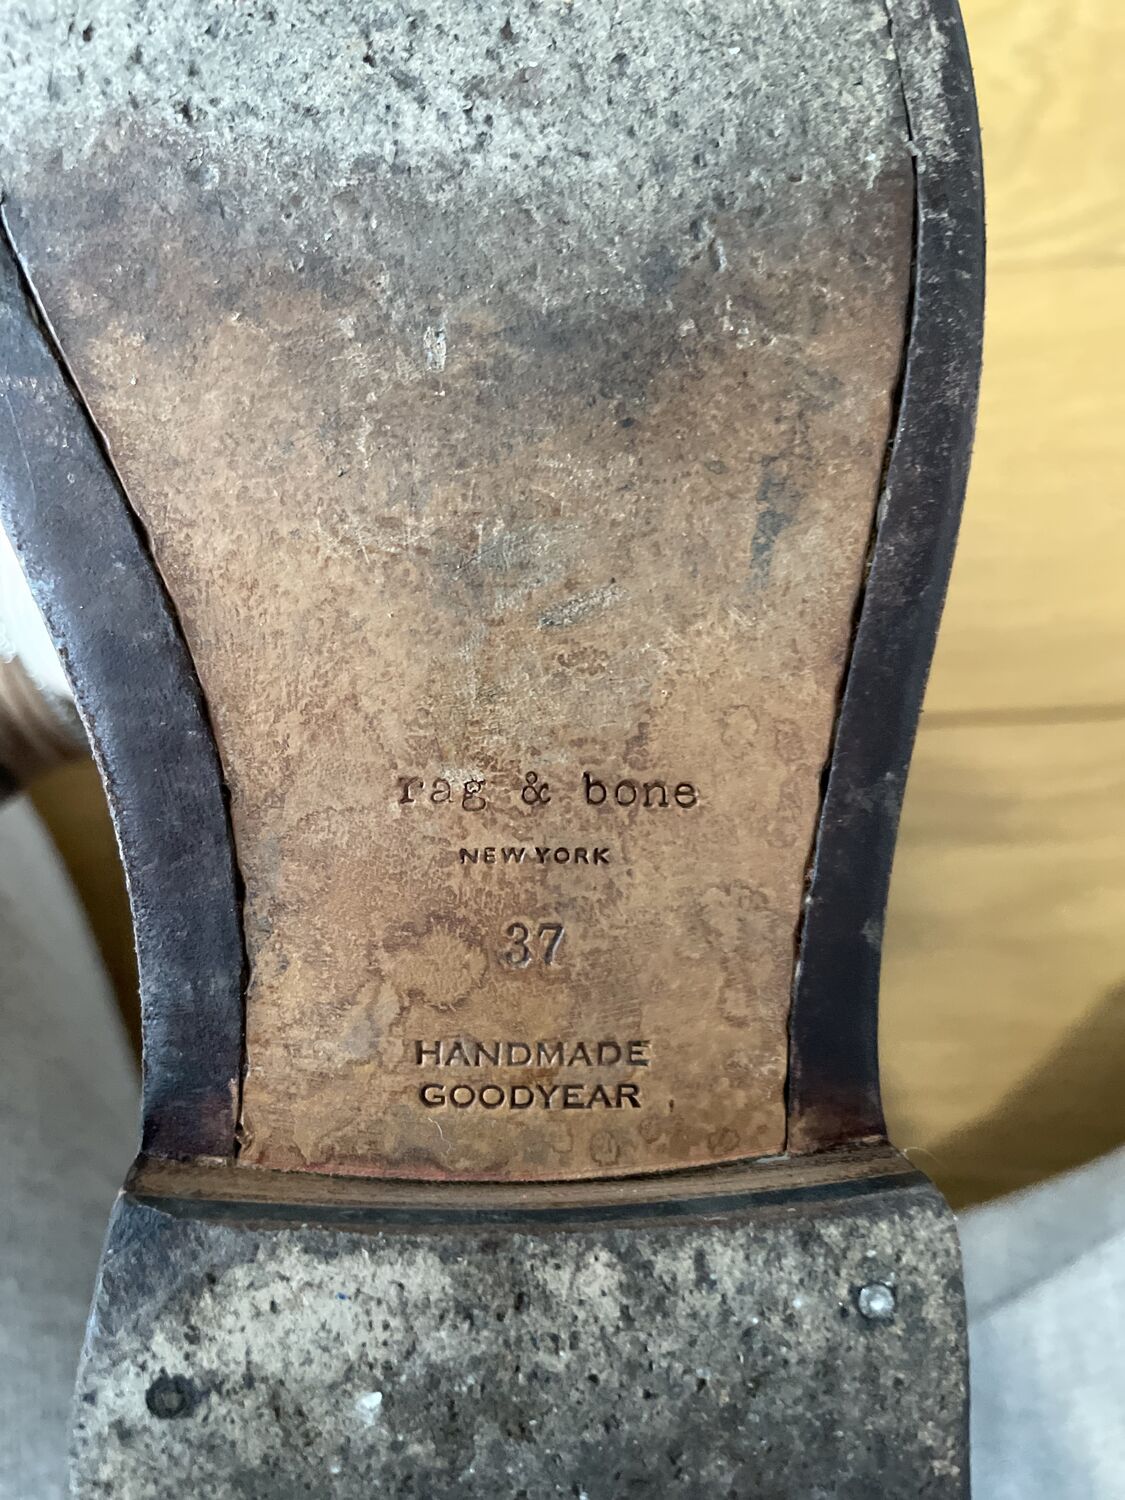 rag & bone
NEW YORK
37
HANDMADE
GOODYEAR